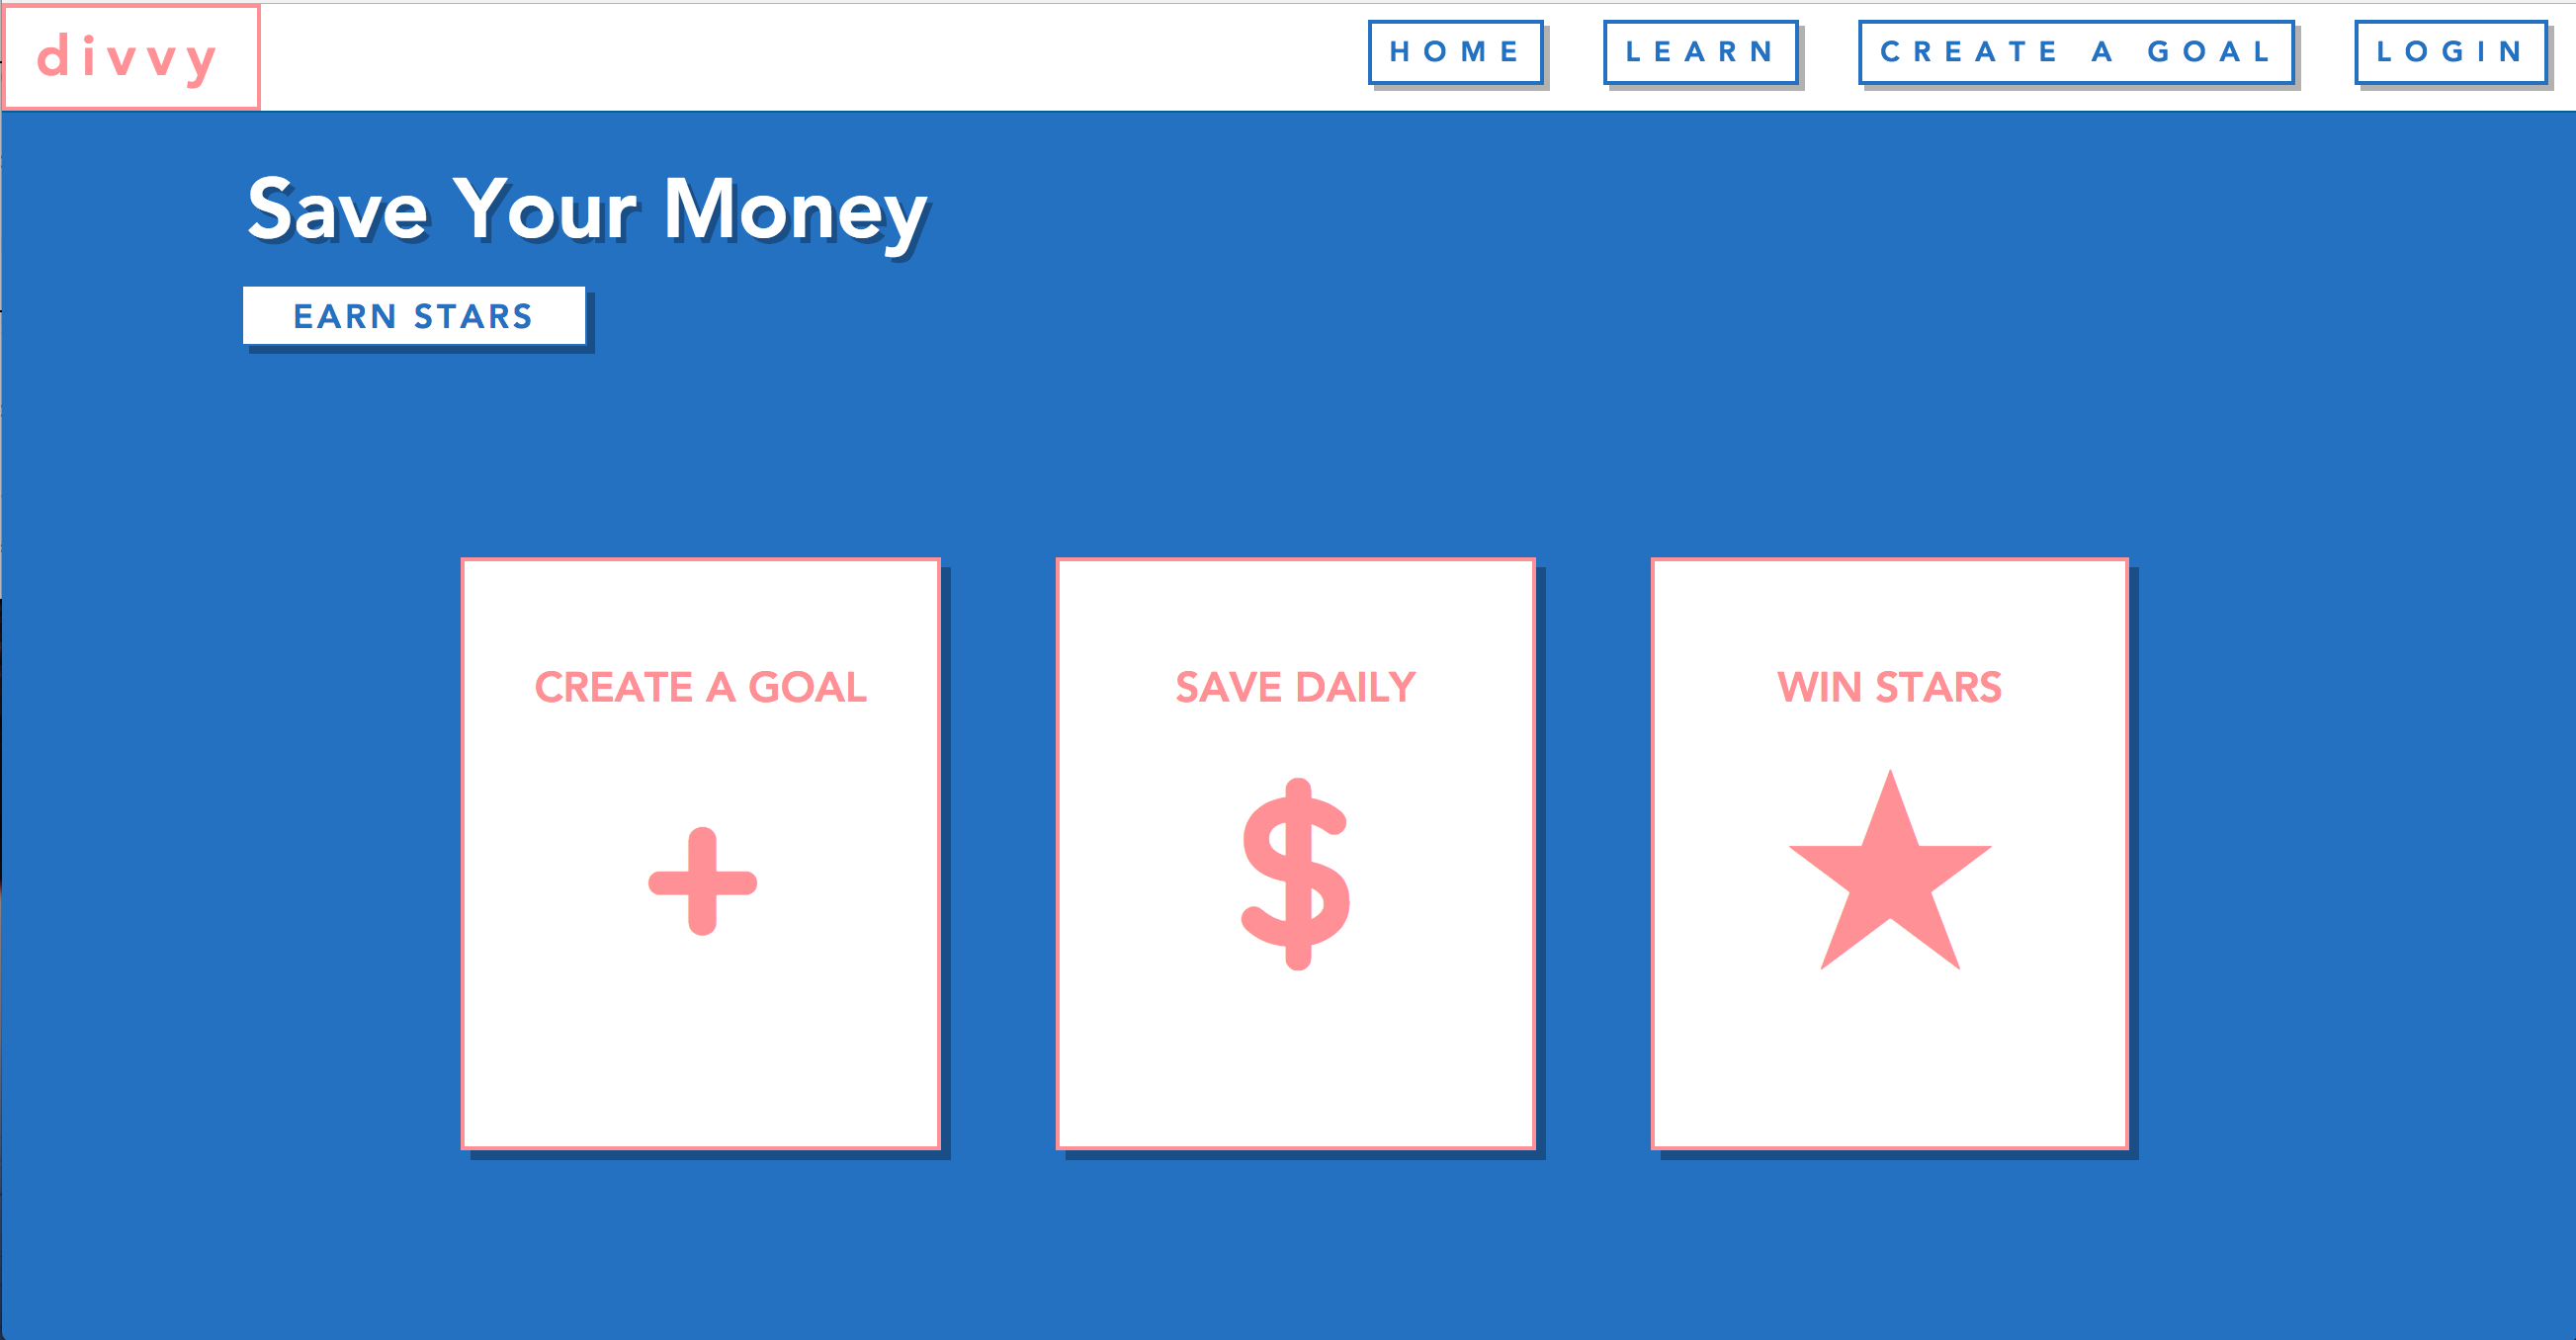 divvy
HOME
LEARN
CREATE A GOAL
LOGIN
Save Your Money
EARN STARS
CREATE A GOAL
SAVE DAILY
WIN STARS
$